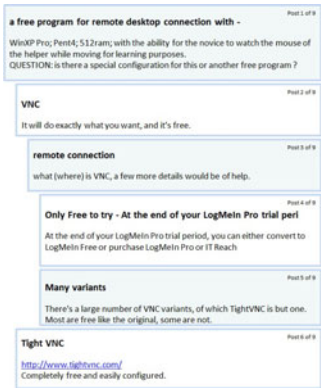 Post 1 of 9
a free program for remote desktop connection with -
WinXP Pro; Pent4; 512ram; with the ability for the novice to watch the mouse of
the helper while moving for learning purposes.
QUESTION: is there a special configuration for this or another free program ?
Post 2 of 9
VNC
It will do exactly what you want, and it's free.
Post 3 of 9
remote connection
what (where) is VNC, a few more details would be of help.
Post 4 of 9
Only Free to try - At the end of your LogMeIn Pro trial peri
At the end of your LogMeIn Pro trial period, you can either convert to
LogMeIn Free or purchase LogMeIn Pro or IT Reach
Post 5 of 9
Many variants
There's a large number of VNC variants, of which TightVNC is but one.
Most are free like the original, some are not.
Post 6 of 9
Tight VNC
http://www.tightvnc.com/
Completely free and easily configured.